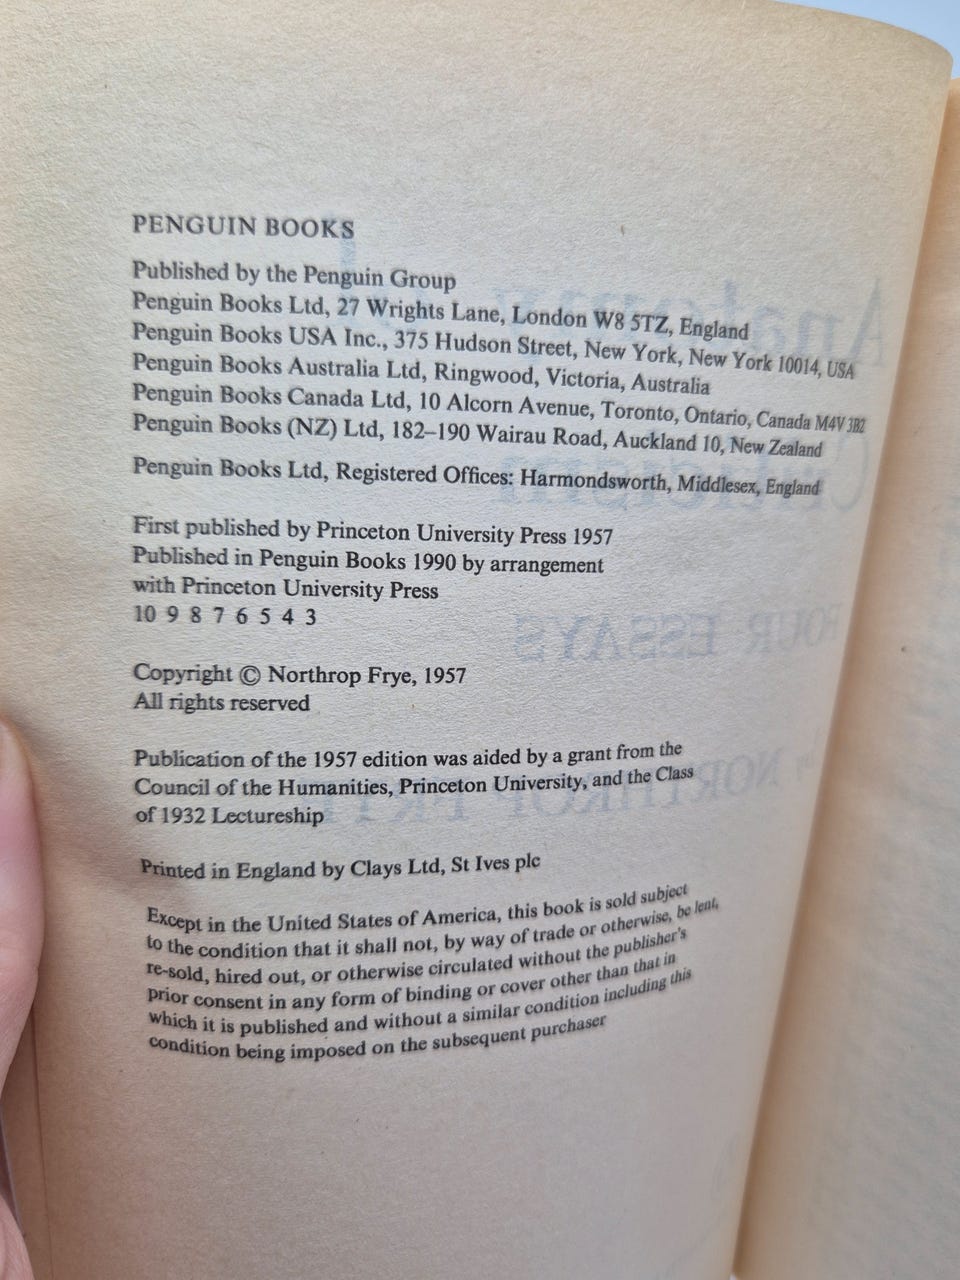 PENGUIN BOOKS
Published by the Penguin Group
Penguin Books Ltd, 27 Wrights Lane, London W8 5TZ, England
Penguin Books USA Inc., 375 Hudson Street, New York, New York 10014, USA
Penguin Books Australia Ltd, Ringwood, Victoria, Australia
Penguin Books Canada Ltd, 10 Alcorn Avenue, Toronto, Ontario, Canada M4V 3B2
Penguin Books (NZ) Ltd, 182–190 Wairau Road, Auckland 10, New Zealand
Penguin Books Ltd, Registered Offices: Harmondsworth, Middlesex, England
First published by Princeton University Press 1957
Published in Penguin Books 1990 by arrangement
with Princeton University Press
10 9 8 7 6 5 4 3
Copyright © Northrop Frye, 1957
All rights reserved
Publication of the 1957 edition was aided by a grant from the
Council of the Humanities, Princeton University, and the Class
of 1932 Lectureship
Printed in England by Clays Ltd, St Ives plc
Except in the United States of America, this book is sold subject
to the condition that it shall not, by way of trade or otherwise, be lent,
re-sold, hired out, or otherwise circulated without the publisher's
prior consent in any form of binding or cover other than that in
which it is published and without a similar condition including this
condition being imposed on the subsequent purchaser